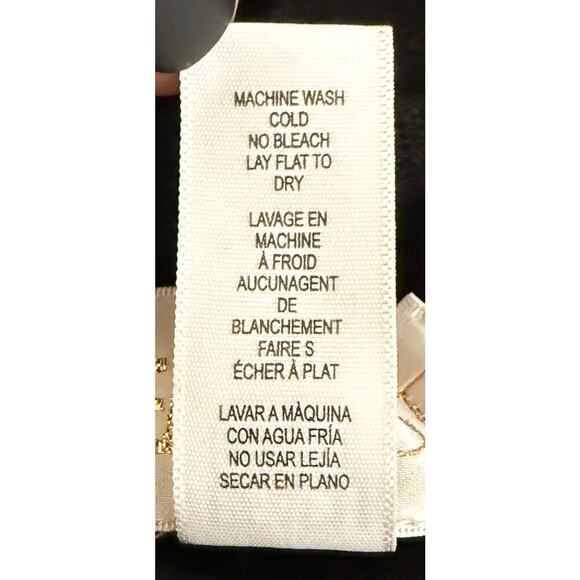 MACHINE WASH
COLD
NO BLEACH
LAY FLAT TO
DRY
LAVAGE EN
MACHINE
À FROID
AUCUNAGENT
DE
BLANCHEMENT
FAIRE S
ÉCHER À PLAT
LAVAR A MÀQUINA
CON AGUA FRÍA
NO USAR LEJÍA
SECAR EN PLANO